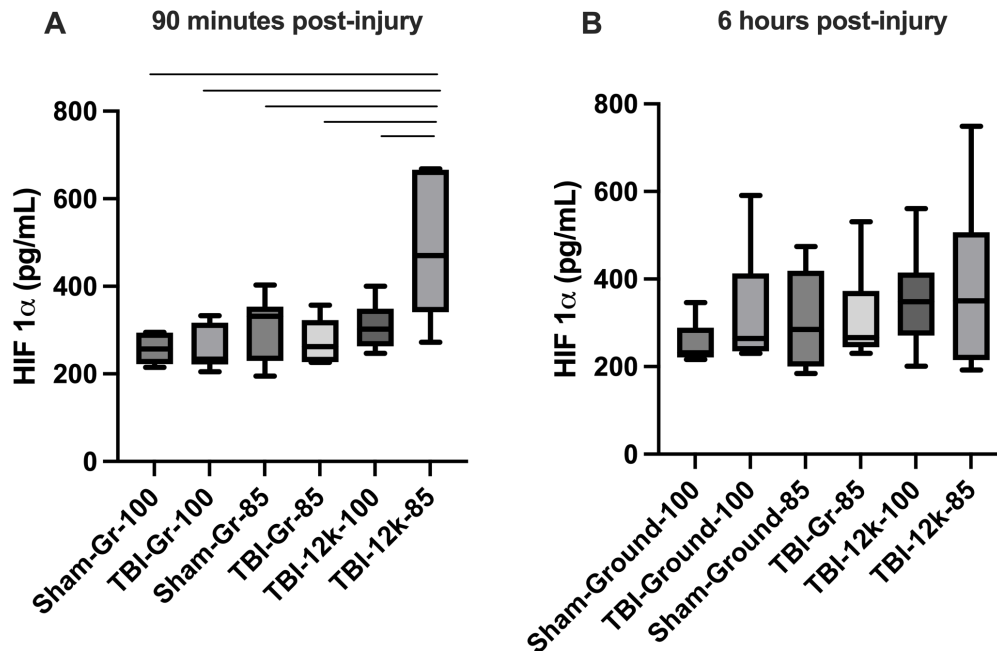 A 90 minutes post-injury
HIF 1α (pg/mL)
800
600
400
200
0
Sham-Gr-100
TBI-Gr-100
Sham-Gr-85
TBI-Gr-85
TBI-12k-100
TBI-12k-85
B 6 hours post-injury
HIF 1α (pg/mL)
800
600
400
200
0
Sham-Ground-100
TBI-Ground-100
Sham-Ground-85
TBI-Gr-85
TBI-12k-100
TBI-12k-85